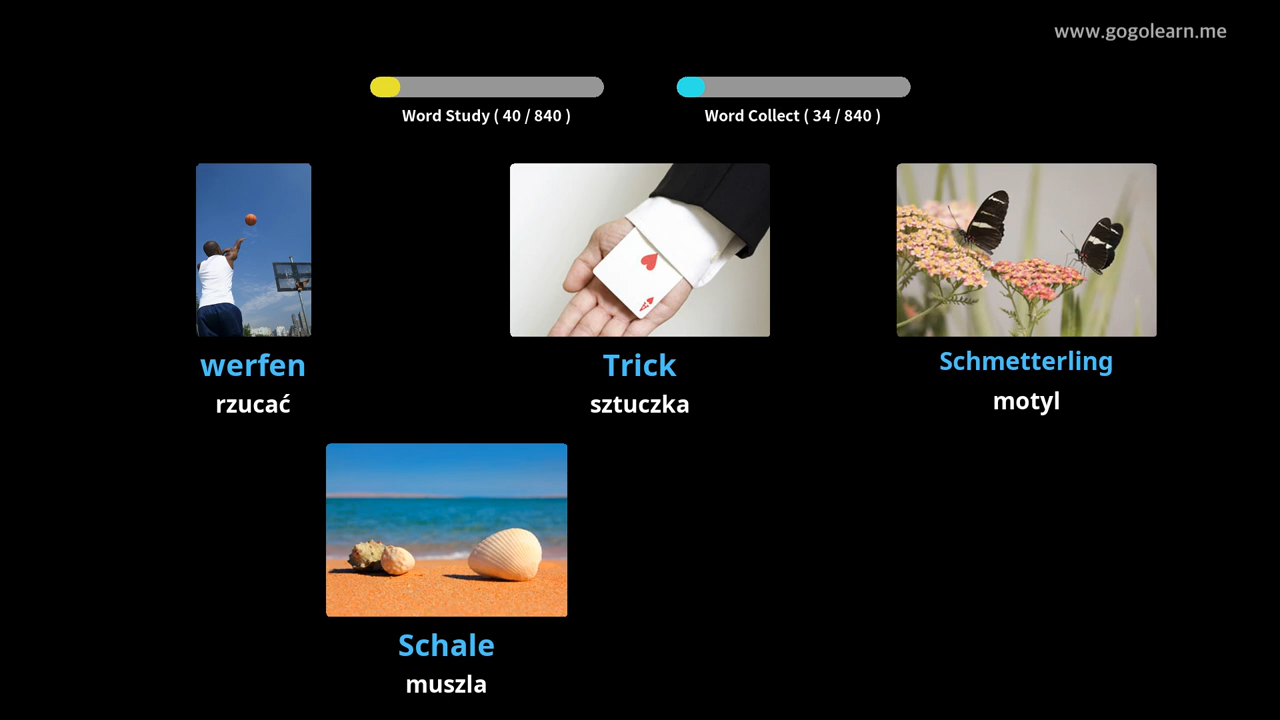 www.gogolearn.me
Word Study ( 40 / 840 )
Word Collect ( 34 / 840 )
werfen
rzucać
Trick
sztuczka
Schmetterling
motyl
Schale
muszla